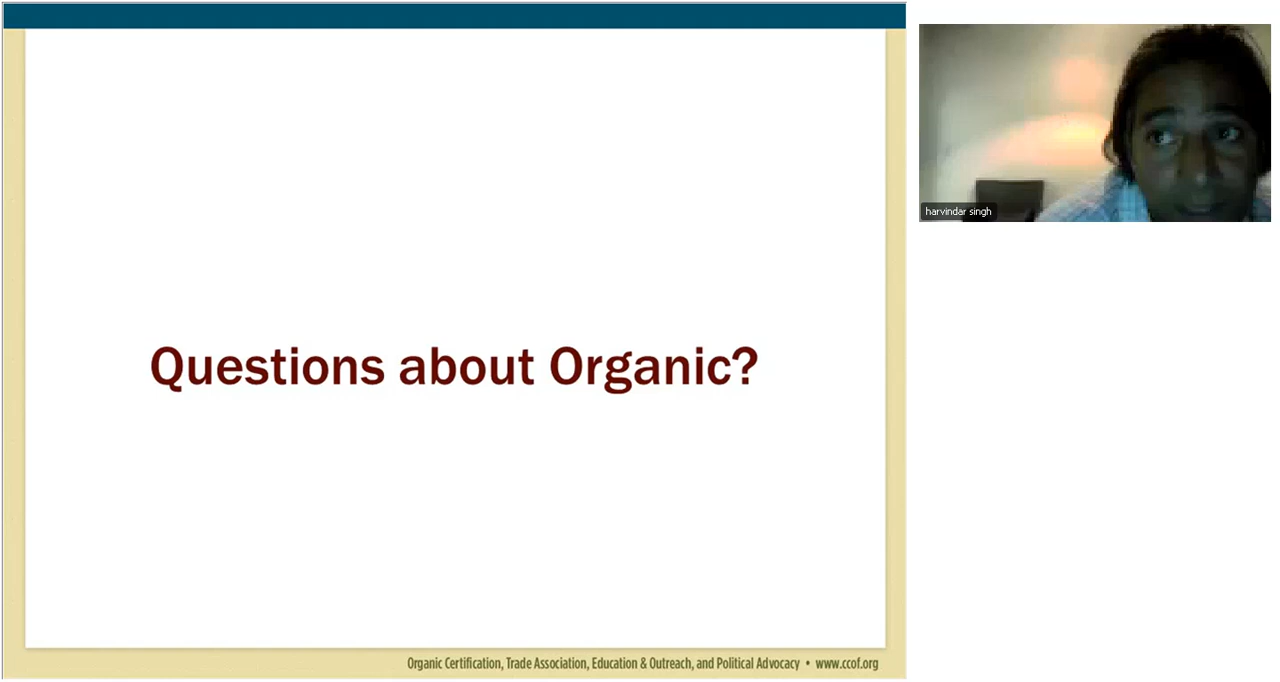 Questions about Organic?
Organic Certification, Trade Association, Education & Outreach, and Political Advocacy • www.ccof.org
harvindar singh